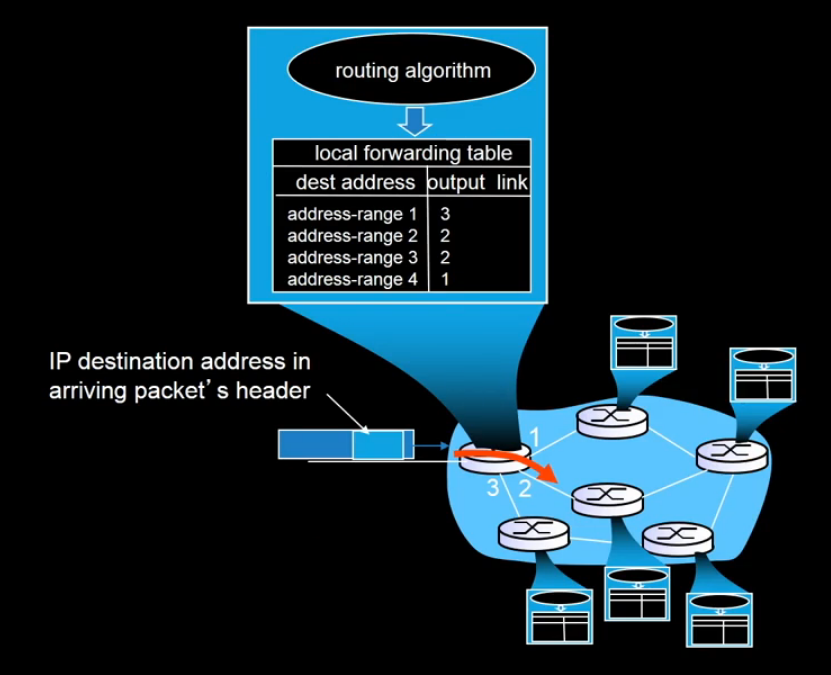 routing algorithm
local forwarding table
dest address output link
address-range 1 3
address-range 2 2
address-range 3 2
address-range 4 1
IP destination address in
arriving packet’s header
1
3 2